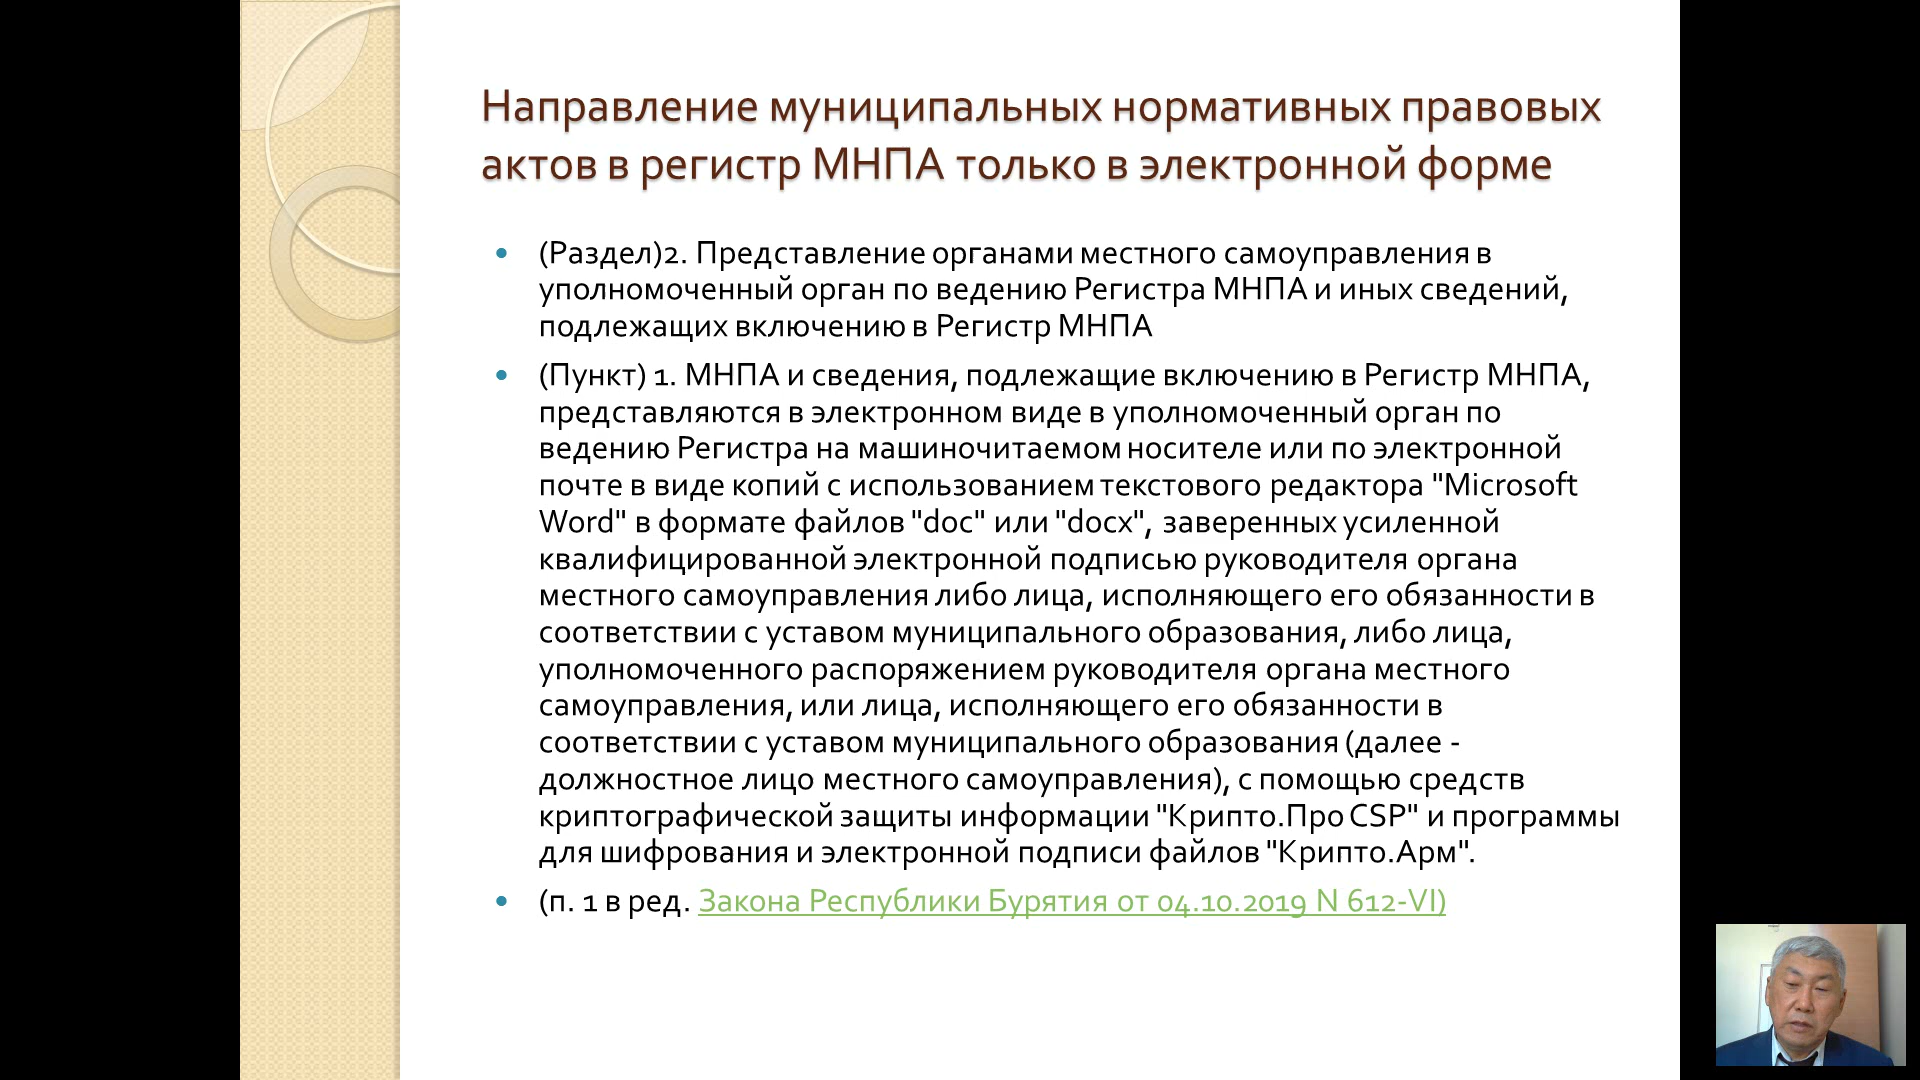 Направление муниципальных нормативных правовых
актов в регистр МНПА только в электронной форме
(Раздел)2. Представление органами местного самоуправления в
уполномоченный орган по ведению Регистра МНПА и иных сведений,
подлежащих включению в Регистр МНПА
(Пункт) 1. МНПА и сведения, подлежащие включению в Регистр МНПА,
представляются в электронном виде в уполномоченный орган по
ведению Регистра на машиночитаемом носителе или по электронной
почте в виде копий с использованием текстового редактора "Microsoft
Word" в формате файлов "doc" или "docx", заверенных усиленной
квалифицированной электронной подписью руководителя органа
местного самоуправления либо лица, исполняющего его обязанности в
соответствии с уставом муниципального образования, либо лица,
уполномоченного распоряжением руководителя органа местного
самоуправления, или лица, исполняющего его обязанности в
соответствии с уставом муниципального образования (далее -
должностное лицо местного самоуправления), с помощью средств
криптографической защиты информации "Крипто.Про CSP" и программы
для шифрования и электронной подписи файлов "Крипто.Арм".
(п. 1 в ред. Закона Республики Бурятия от 04.10.2019 N 612-VI)